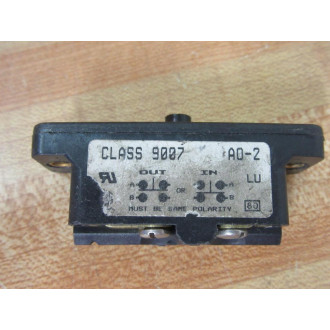 CLASS 9007 AO-2
OUT IN LU
A OR A
B B
MUST BE SAME POLARITY